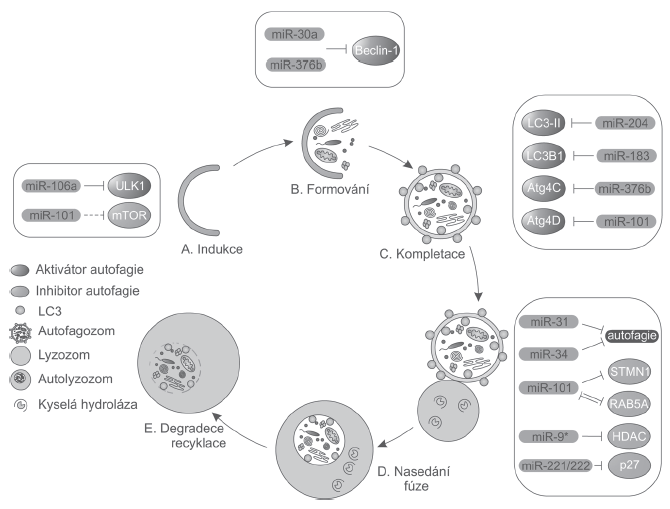 miR-30a
miR-376b
Beclin-1
B. Formování
miR-106a
ULK1
miR-101
mTOR
A. Indukce
LC3-II
miR-204
LC3B1
miR-183
Atg4C
miR-376b
Atg4D
miR-101
C. Kompletace
Aktivátor autofagie
Inhibitor autofagie
LC3
Autofagozom
Lyzozom
Autolyzozom
Kyselá hydroláza
miR-31
autofagie
miR-34
STMN1
miR-101
RAB5A
miR-9*
HDAC
miR-221/222
p27
D. Nasedání
fúze
E. Degradece
recyklace